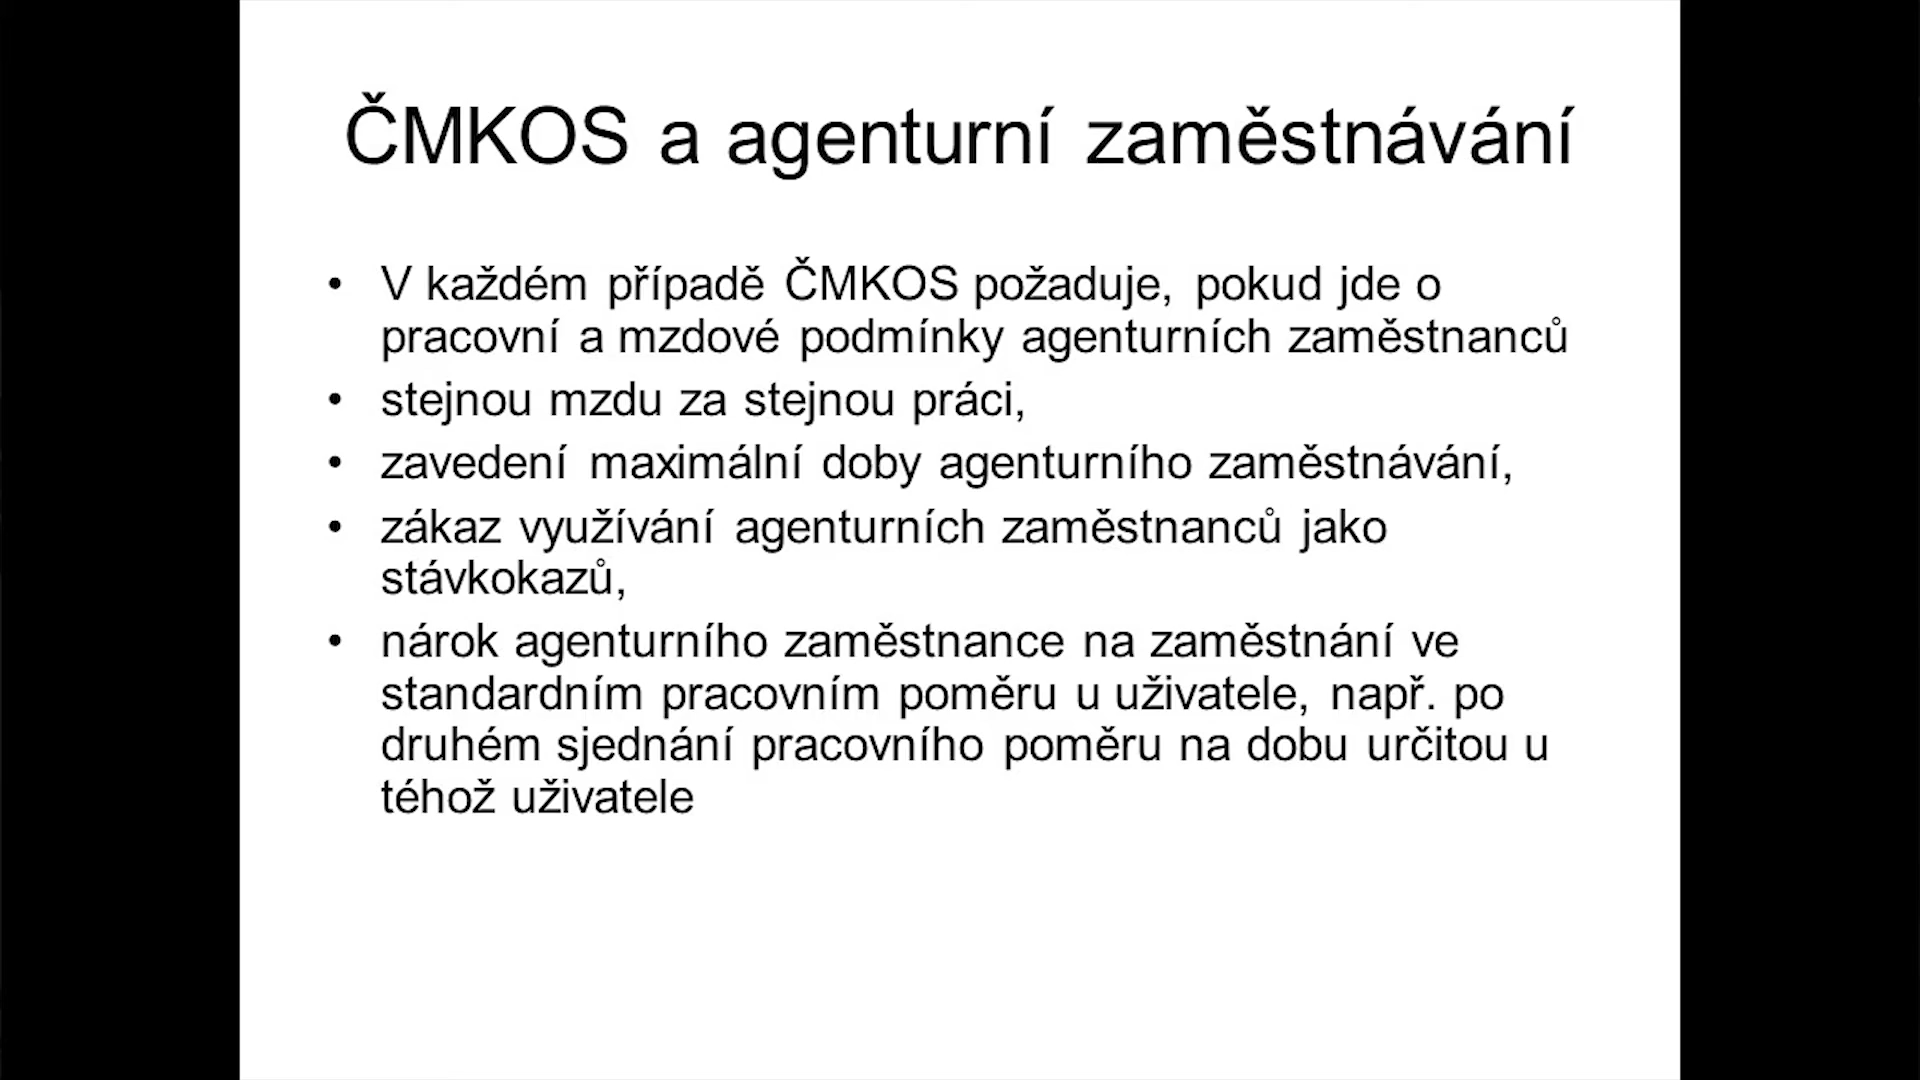 ČMKOS a agenturní zaměstnávání
• V každém případě ČMKOS požaduje, pokud jde o
pracovní a mzdové podmínky agenturních zaměstnanců
• stejnou mzdu za stejnou práci,
• zavedení maximální doby agenturního zaměstnávání,
• zákaz využívání agenturních zaměstnanců jako
stávkokazů,
• nárok agenturního zaměstnance na zaměstnání ve
standardním pracovním poměru u uživatele, např. po
druhém sjednání pracovního poměru na dobu určitou u
téhož uživatele